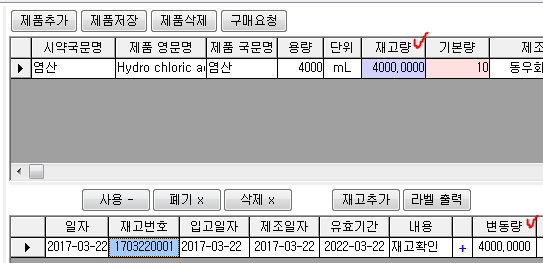 제품추가 제품저장 제품삭제 구매요청
시약국문명 제품 영문명 제품 국문명 용량 단위 재고량 기본량 제조
염산 Hydro chloric a 염산 4000 mL 4000,0000 10 동우화
사용 - 폐기 x 삭제 x 재고추가 라벨 출력
일자 재고번호 입고일자 제조일자 유효기간 내용 변동량
2017-03-22 1703220001 2017-03-22 2017-03-22 2022-03-22 재고확인 + 4000,0000